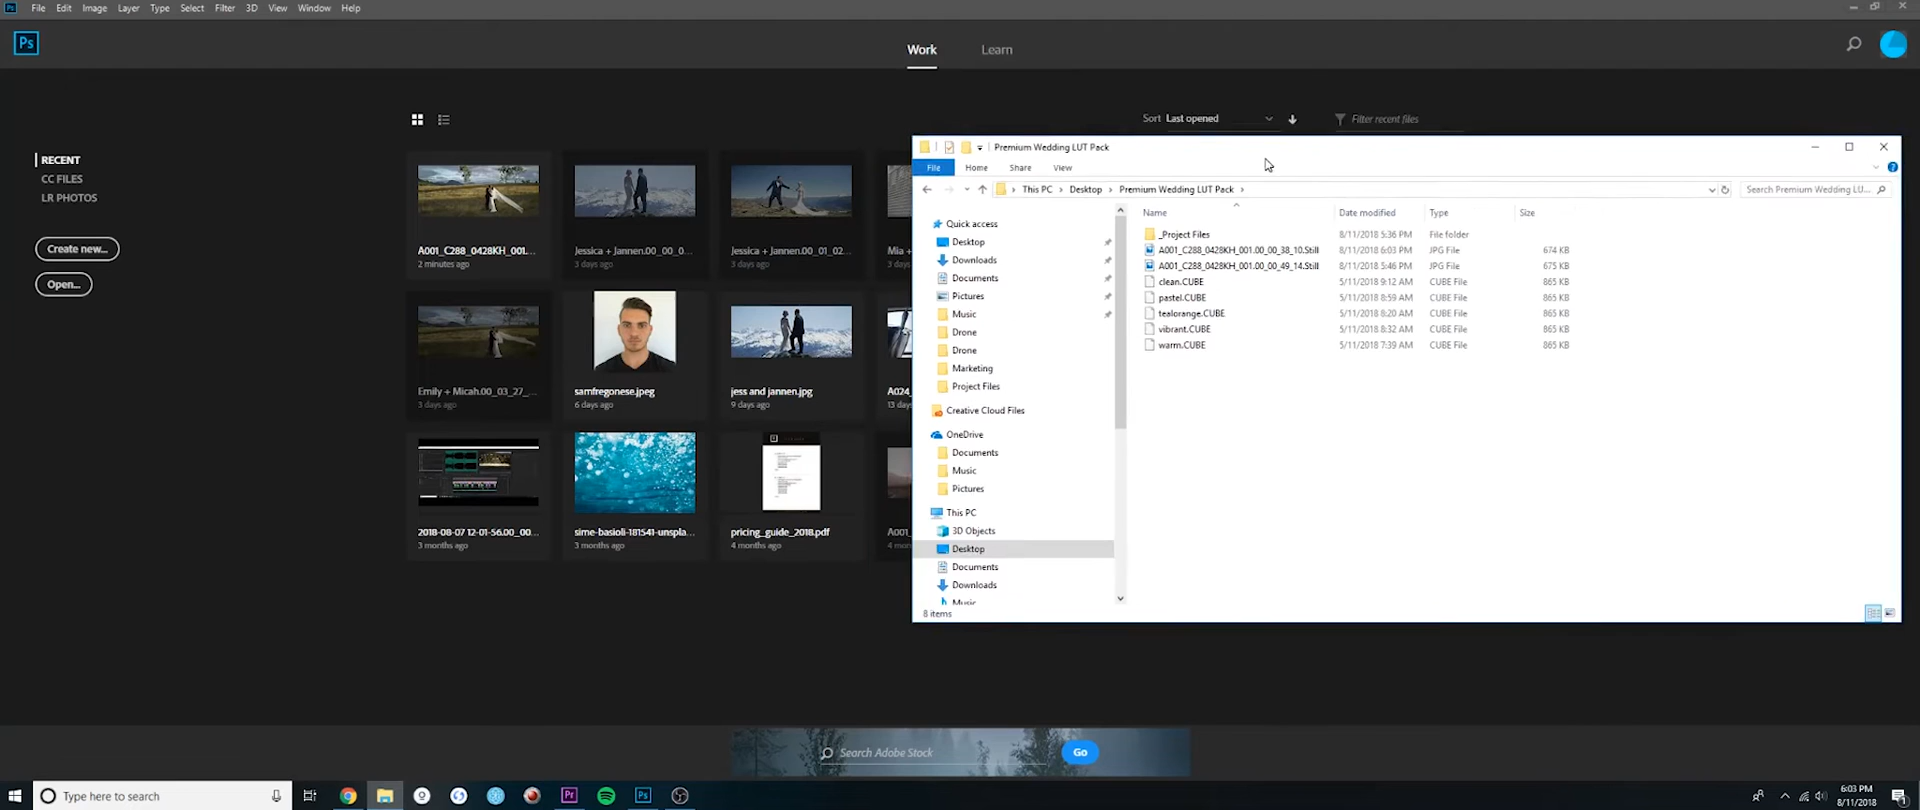 Ps File Edit Image Layer Type Select Filter 3D View Window Help
Ps
Work Learn
Sort Last opened
Filter recent files
RECENT
CC FILES
LR PHOTOS
Create new...
Open...
A001_C288_0428KH_001...
2 minutes ago
Jessica + Jannen.00_00_0...
3 days ago
Jessica + Jannen.00_01_02...
3 days ago
Mia +
3 days
Emily + Micah.00_03_27_...
3 days ago
samfregonese.jpeg
6 days ago
jess and jannen.jpg
9 days ago
A024_
13 day
2018-08-07 12-01-56.00_00...
3 months ago
sime-basioli-181541-unspla...
3 months ago
pricing_guide_2018.pdf
4 months ago
A001_
4 mon
Premium Wedding LUT Pack
File Home Share View
This PC Desktop Premium Wedding LUT Pack
Search Premium Wedding LU...
Quick access
Desktop
Downloads
Documents
Pictures
Music
Drone
Drone
Marketing
Project Files
Creative Cloud Files
OneDrive
Documents
Music
Pictures
This PC
3D Objects
Desktop
Documents
Downloads
Music
Name Date modified Type Size
_Project Files 8/11/2018 5:36 PM File folder
A001_C288_0428KH_001.00_00_38_10.Still 8/11/2018 6:03 PM JPG File 674 KB
A001_C288_0428KH_001.00_00_49_14.Still 8/11/2018 5:46 PM JPG File 675 KB
clean.CUBE 5/11/2018 9:12 AM CUBE File 865 KB
pastel.CUBE 5/11/2018 8:59 AM CUBE File 865 KB
tealorange.CUBE 5/11/2018 8:20 AM CUBE File 865 KB
vibrant.CUBE 5/11/2018 8:32 AM CUBE File 865 KB
warm.CUBE 5/11/2018 7:39 AM CUBE File 865 KB
8 items
Search Adobe Stock
Go
Type here to search
Pr
Ps
6:03 PM
8/11/2018